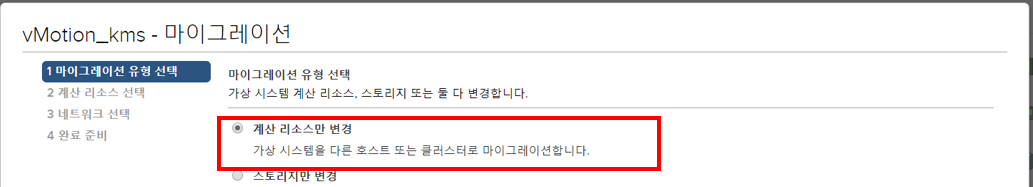 vMotion_kms - 마이그레이션
1 마이그레이션 유형 선택
2 계산 리소스 선택
3 네트워크 선택
4 완료 준비
마이그레이션 유형 선택
가상 시스템 계산 리소스, 스토리지 또는 둘 다 변경합니다.
계산 리소스만 변경
가상 시스템을 다른 호스트 또는 클러스터로 마이그레이션합니다.
스토리지만 변경